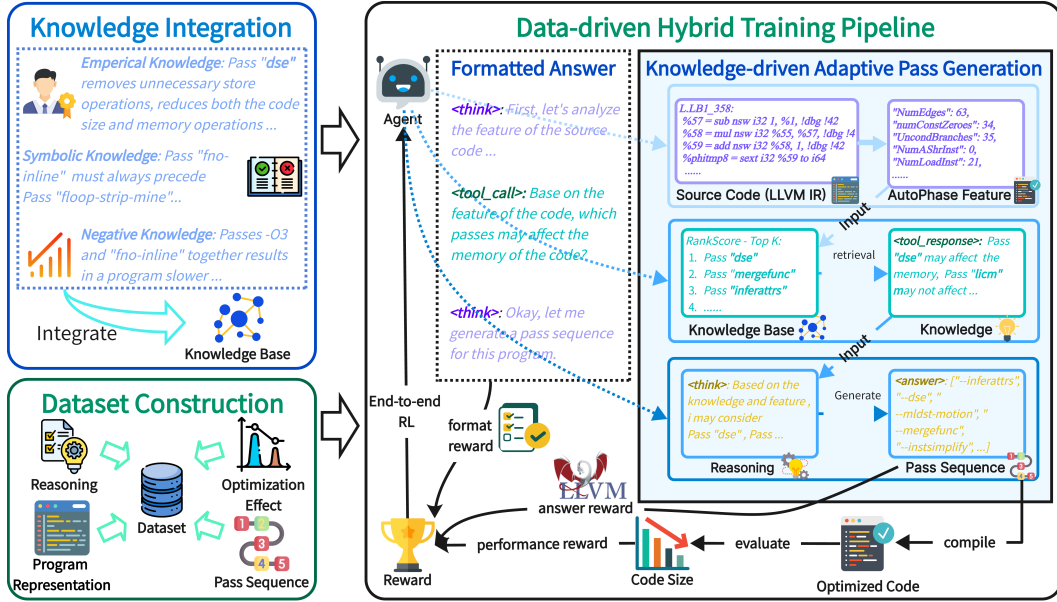 Knowledge Integration
Emperical Knowledge: Pass "dse"
removes unnecessary store
operations, reduces both the code
size and memory operations ...
Symbolic Knowledge: Pass "fno-
inline" must always precede
Pass "floop-strip-mine"...
Negative Knowledge: Passes -O3
and "fno-inline" together results
in a program slower ...
Integrate
Knowledge Base
Dataset Construction
Reasoning
Optimization
Effect
Dataset
Program
Representation
Pass Sequence
1 2
3
4 5
Data-driven Hybrid Training Pipeline
Agent
Formatted Answer
<think>: First, let's analyze
the feature of the source
code ...
<tool_call>: Base on the
feature of the code, which
passes may affect the
memory of the code?
<think>: Okay, let me
generate a pass sequence
for this program.
Knowledge-driven Adaptive Pass Generation
L.LB1_358:
%57 = sub nsw i32 1, %1, !dbg !42
%58 = mul nsw i32 %55, %57, !dbg !4
%59 = add nsw i32 %58, 1, !dbg !42
%phitmp8 = sext i32 %59 to i64
......
Source Code (LLVM IR)
"NumEdges": 63,
"numConstZeroes": 34,
"UncondBranches": 35,
"NumAShrInst": 0,
"NumLoadInst": 21,
......
AutoPhase Feature
Input
RankScore - Top K:
1. Pass "dse"
2. Pass "mergefunc"
3. Pass "inferattrs"
4. ......
Knowledge Base
retrieval
<tool_response>: Pass
"dse" may affect the
memory, Pass "licm"
may not affect ...
Knowledge
Input
<think>: Based on the
knowledge and feature ,
i may consider
Pass "dse" , Pass ...
Reasoning
Generate
<answer>: ["--inferattrs",
"--dse", "
--mldst-motion", "
--mergefunc",
"--instsimplify", ...]
Pass Sequence
1 2
3
4 5
End-to-end
RL
format
reward
LLVM
answer reward
Reward
performance reward
Code Size
evaluate
Optimized Code
compile